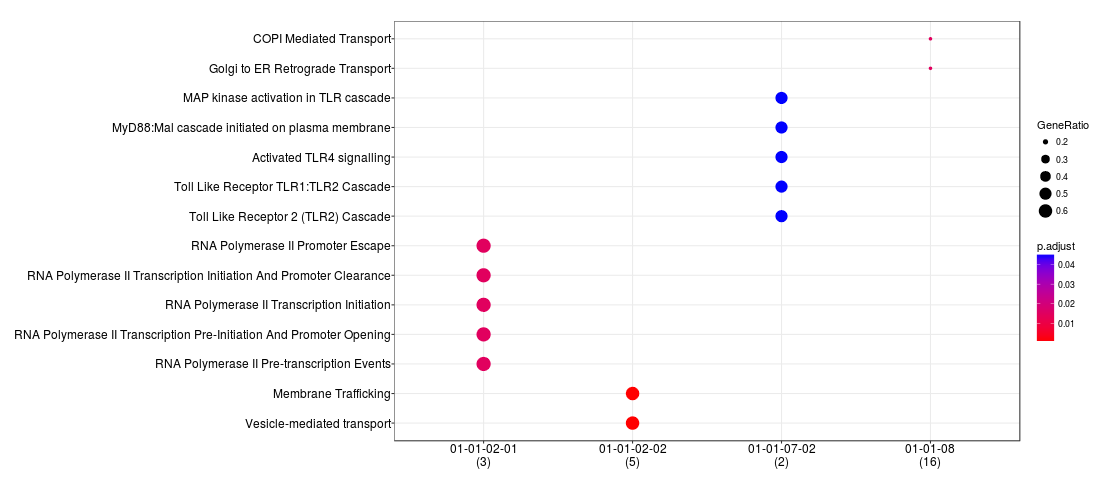 COPI Mediated Transport
Golgi to ER Retrograde Transport
MAP kinase activation in TLR cascade
MyD88:Mal cascade initiated on plasma membrane
Activated TLR4 signalling
Toll Like Receptor TLR1:TLR2 Cascade
Toll Like Receptor 2 (TLR2) Cascade
RNA Polymerase II Promoter Escape
RNA Polymerase II Transcription Initiation And Promoter Clearance
RNA Polymerase II Transcription Initiation
RNA Polymerase II Transcription Pre-Initiation And Promoter Opening
RNA Polymerase II Pre-transcription Events
Membrane Trafficking
Vesicle-mediated transport
01-01-02-01
(3)
01-01-02-02
(5)
01-01-07-02
(2)
01-01-08
(16)
GeneRatio
0.2
0.3
0.4
0.5
0.6
p.adjust
0.04
0.03
0.02
0.01